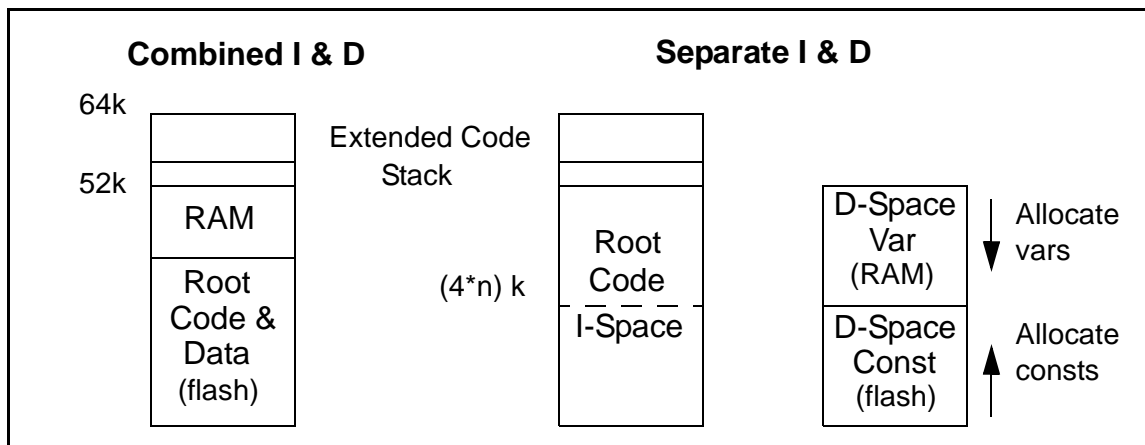 Combined I & D
Separate I & D
64k
Extended Code
Stack
52k
RAM
Root
Code &
Data
(flash)
Root
Code
(4*n) k
I-Space
D-Space
Var
(RAM)
Allocate
vars
D-Space
Const
(flash)
Allocate
consts